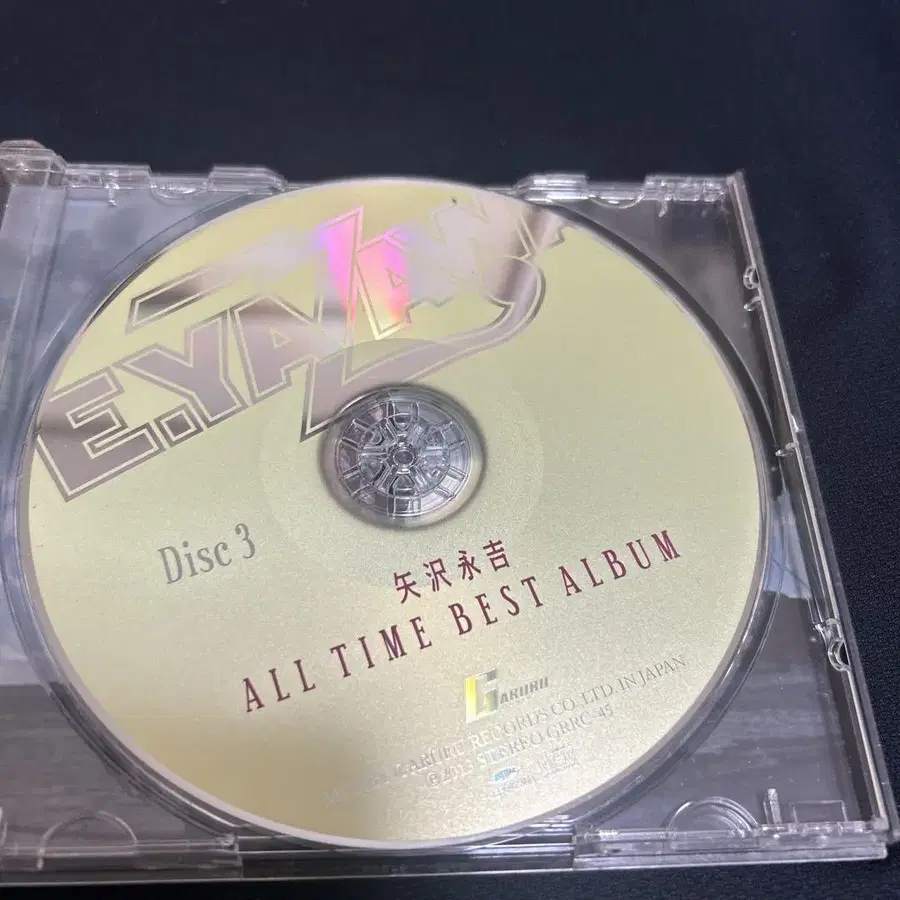 E.YAZAWA
Disc 3
矢沢永吉
ALL TIME BEST ALBUM
GARURU
GARURU RECORDS CO.,LTD. IN JAPAN.
℗© 2013 STEREO GRRC-45